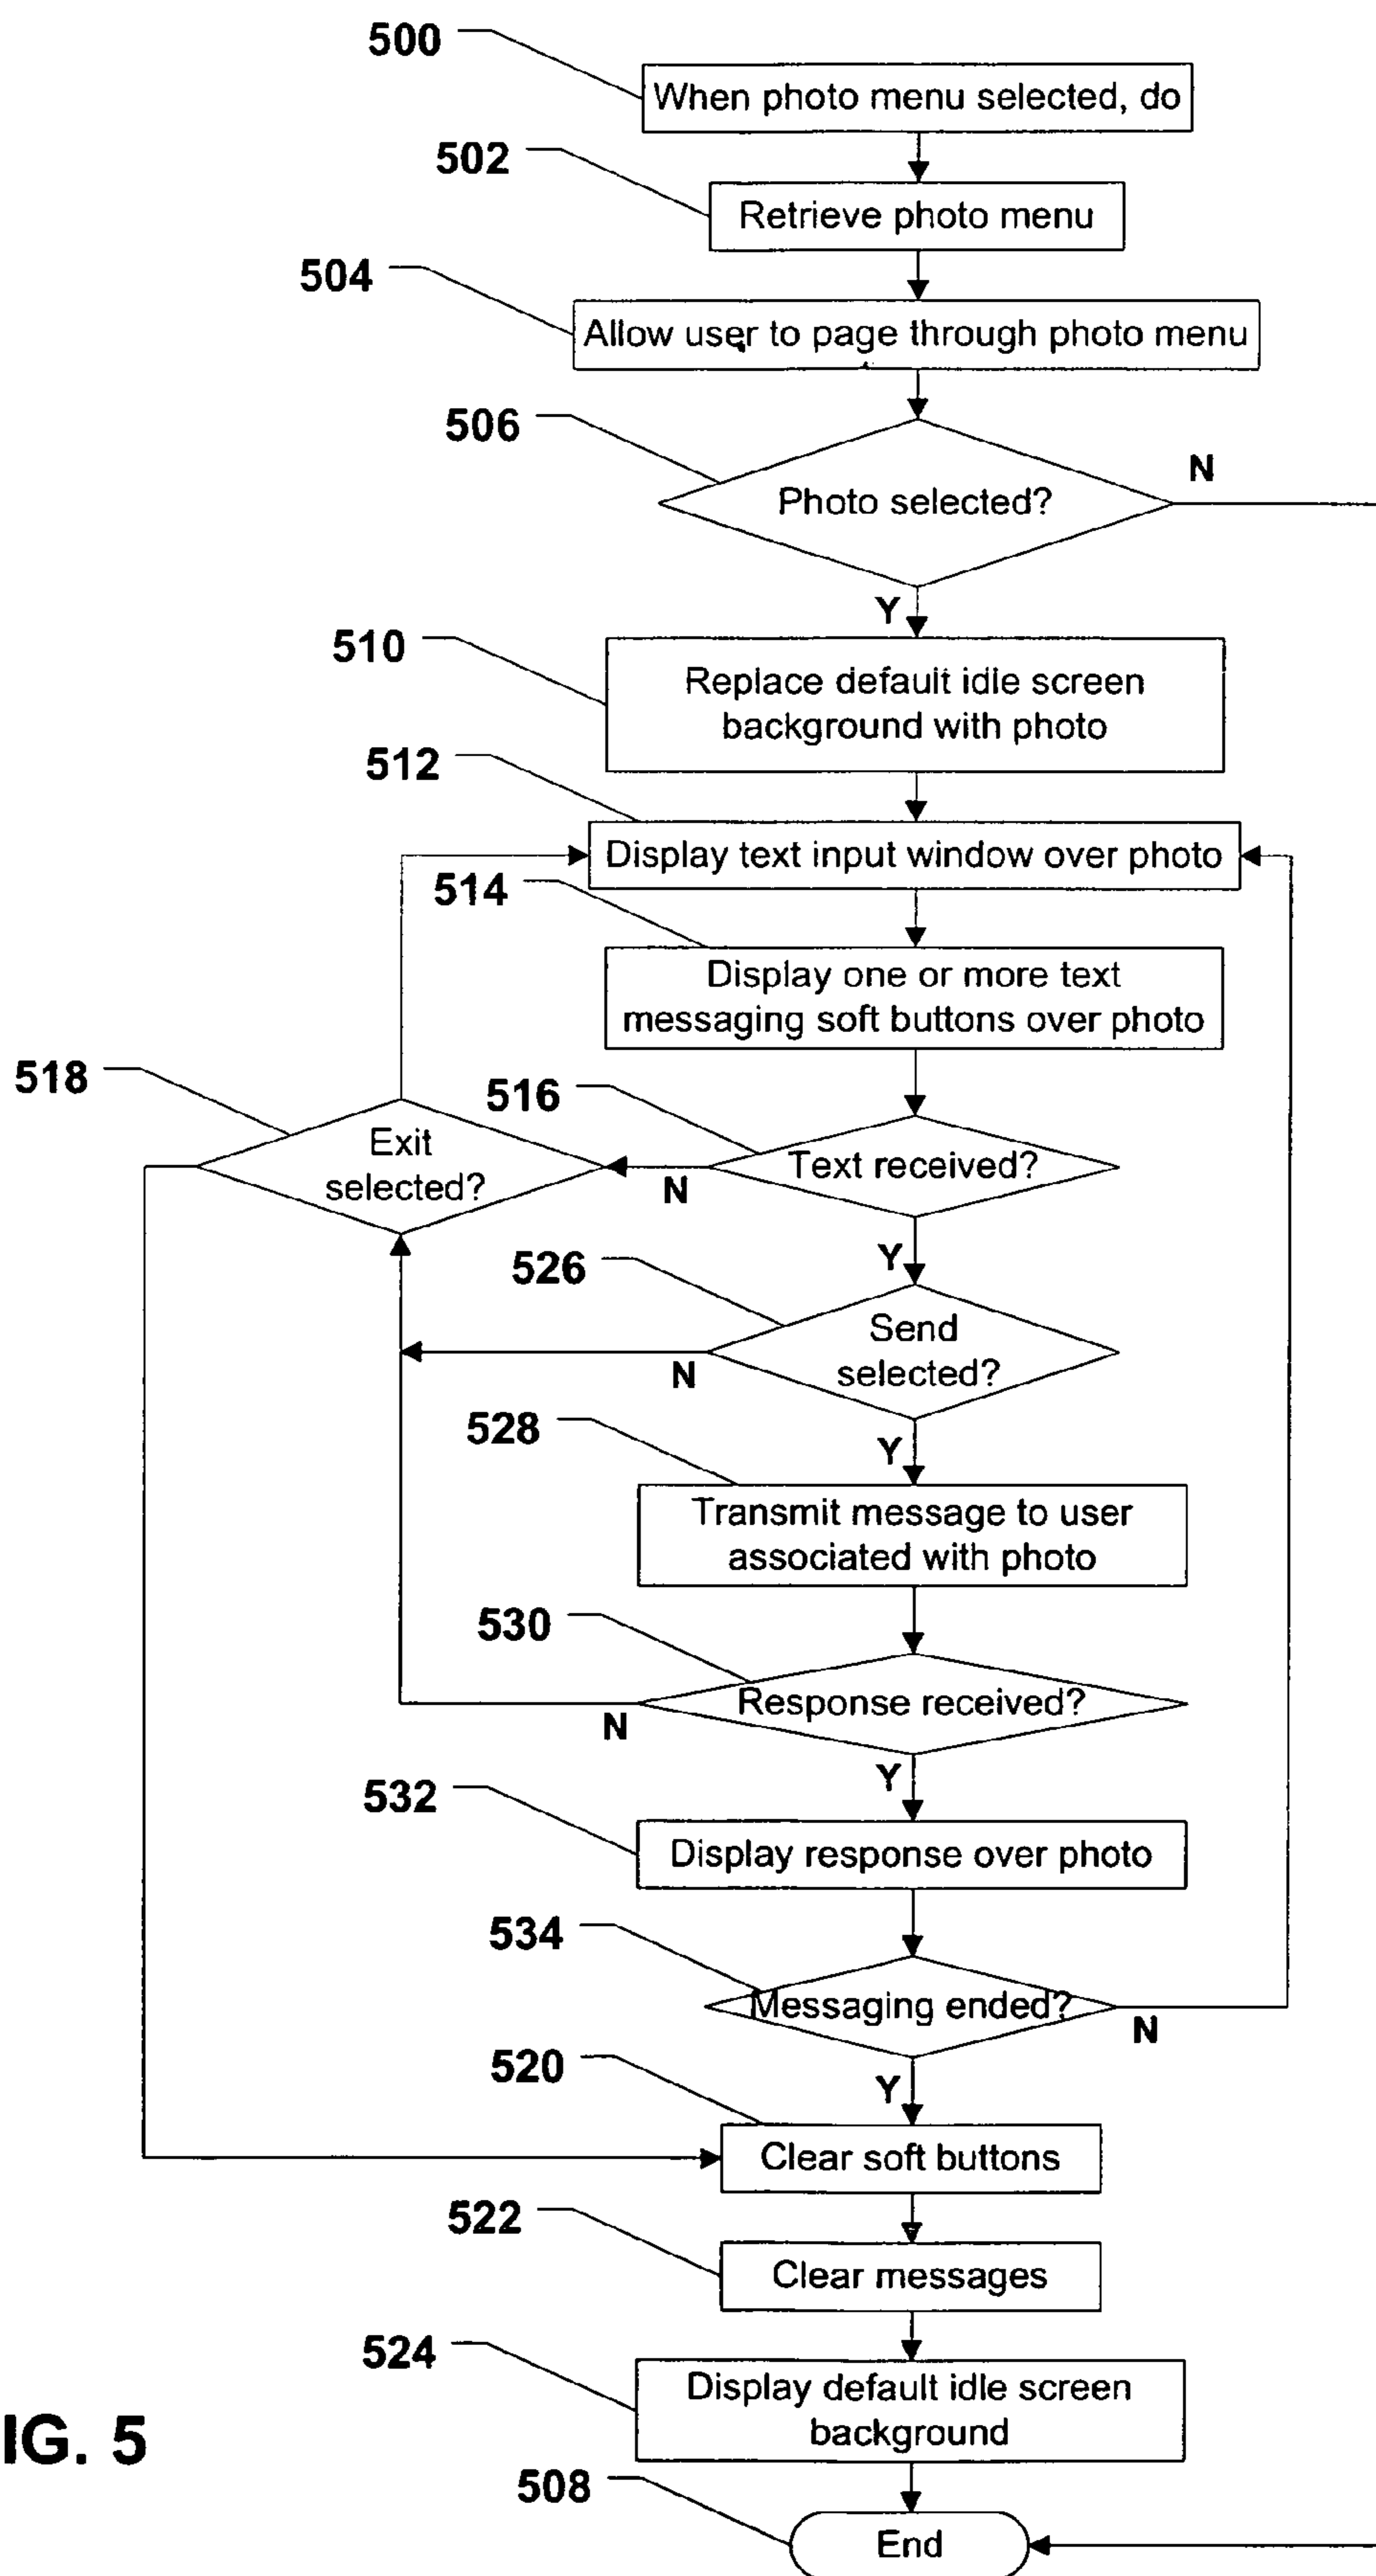 500
When photo menu selected, do
502
Retrieve photo menu
504
Allow user to page through photo menu
506
Photo selected?
N
Y
510
Replace default idle screen
background with photo
512
Display text input window over photo
514
Display one or more text
messaging soft buttons over photo
518
Exit
selected?
516
Text received?
N
Y
526
Send
selected?
N
Y
528
Transmit message to user
associated with photo
530
Response received?
N
Y
532
Display response over photo
534
Messaging ended?
N
Y
520
Clear soft buttons
522
Clear messages
524
Display default idle screen
background
508
End
IG. 5